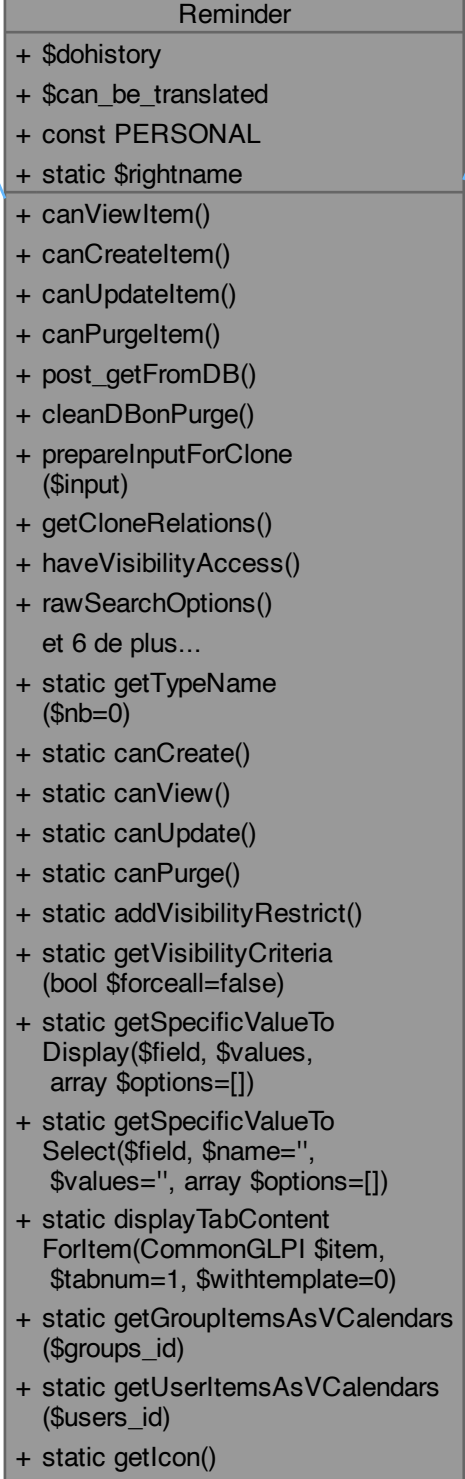 Reminder
+ $dohistory
+ $can_be_translated
+ const PERSONAL
+ static $rightname
+ canViewItem()
+ canCreateItem()
+ canUpdateItem()
+ canPurgeItem()
+ post_getFromDB()
+ cleanDBonPurge()
+ prepareInputForClone
($input)
+ getCloneRelations()
+ haveVisibilityAccess()
+ rawSearchOptions()
et 6 de plus...
+ static getTypeName
($nb=0)
+ static canCreate()
+ static canView()
+ static canUpdate()
+ static canPurge()
+ static addVisibilityRestrict()
+ static getVisibilityCriteria
(bool $forceall=false)
+ static getSpecificValueTo
Display($field, $values,
array $options=[])
+ static getSpecificValueTo
Select($field, $name='',
$values='', array $options=[])
+ static displayTabContent
ForItem(CommonGLPI $item,
$tabnum=1, $withtemplate=0)
+ static getGroupItemsAsVCalendars
($groups_id)
+ static getUserItemsAsVCalendars
($users_id)
+ static getIcon()